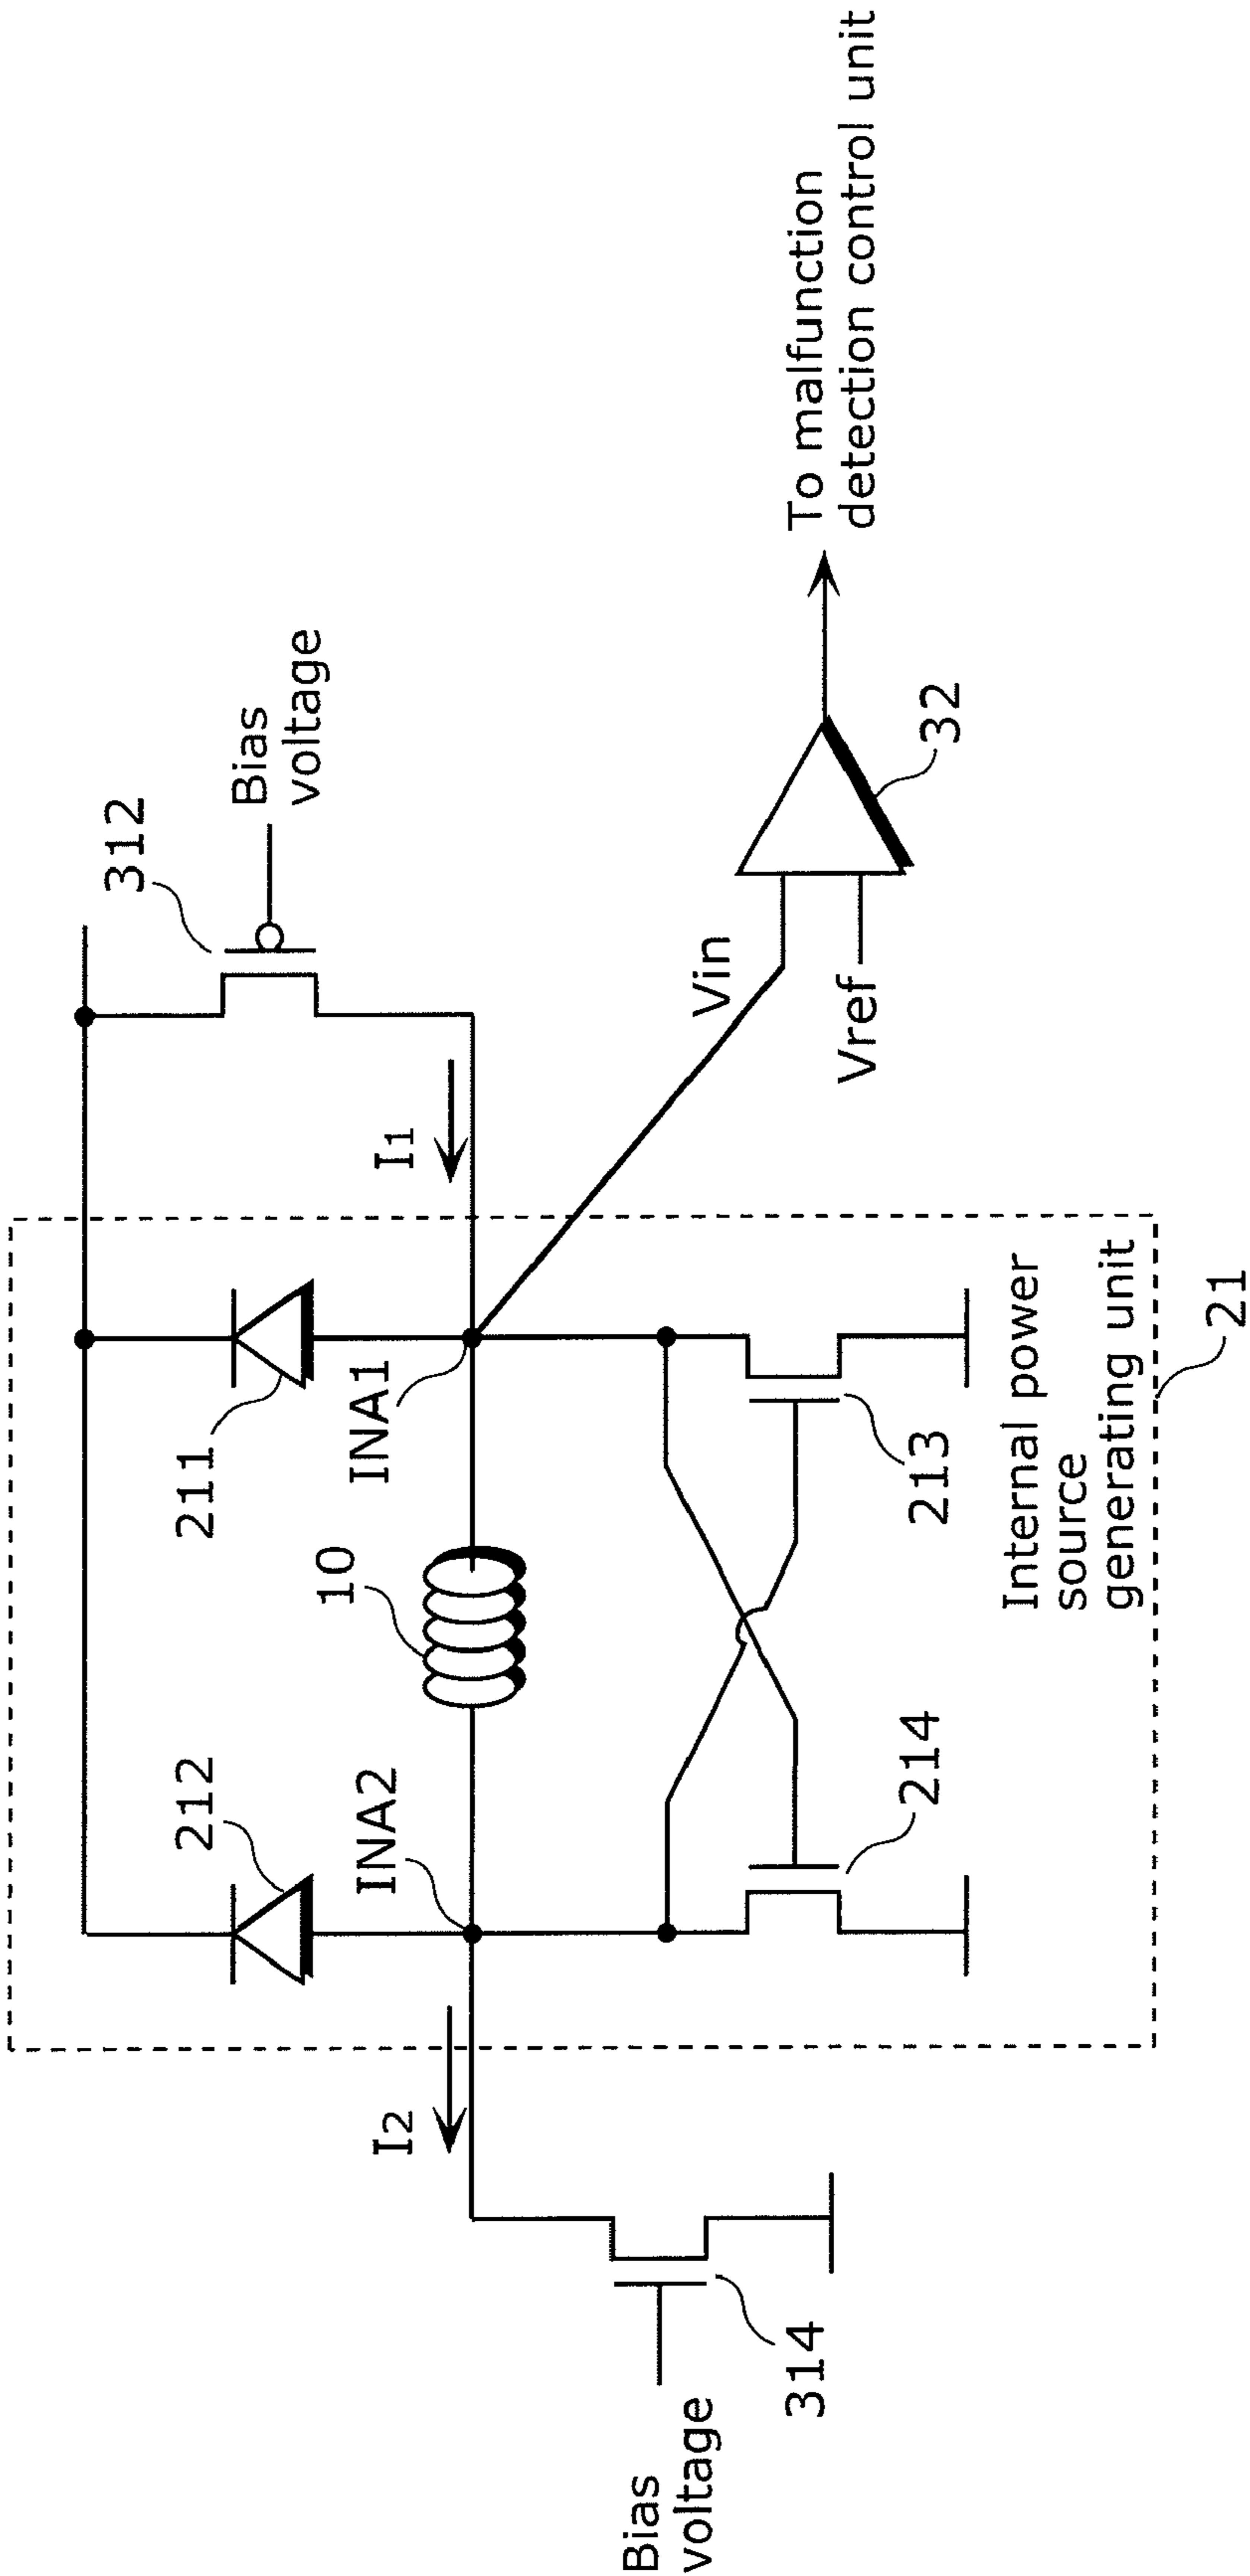 312
Bias
voltage
212
211
I2
INA2
10
INA1
I1
Bias
voltage
314
214
213
Vin
Vref
32
To malfunction
detection control unit
Internal power
source
generating unit
21